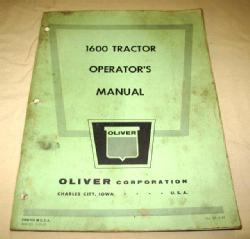 1600 TRACTOR
OPERATOR'S
MANUAL
OLIVER
OLIVER CORPORATION
CHARLES CITY, IOWA - - - - - U.S.A.